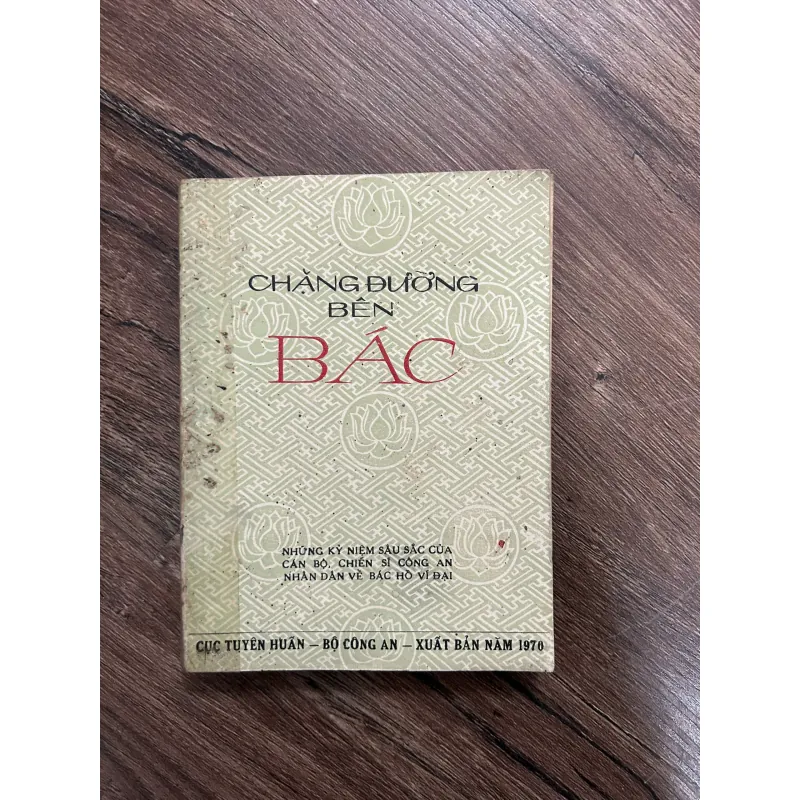 CHẶNG ĐƯỜNG
BÊN
BÁC
NHỮNG KỶ NIỆM SÂU SẮC CỦA
CÁN BỘ, CHIẾN SĨ CÔNG AN
NHÂN DÂN VỀ BÁC HỒ VĨ ĐẠI
CỤC TUYÊN HUẤN – BỘ CÔNG AN – XUẤT BẢN NĂM 1970